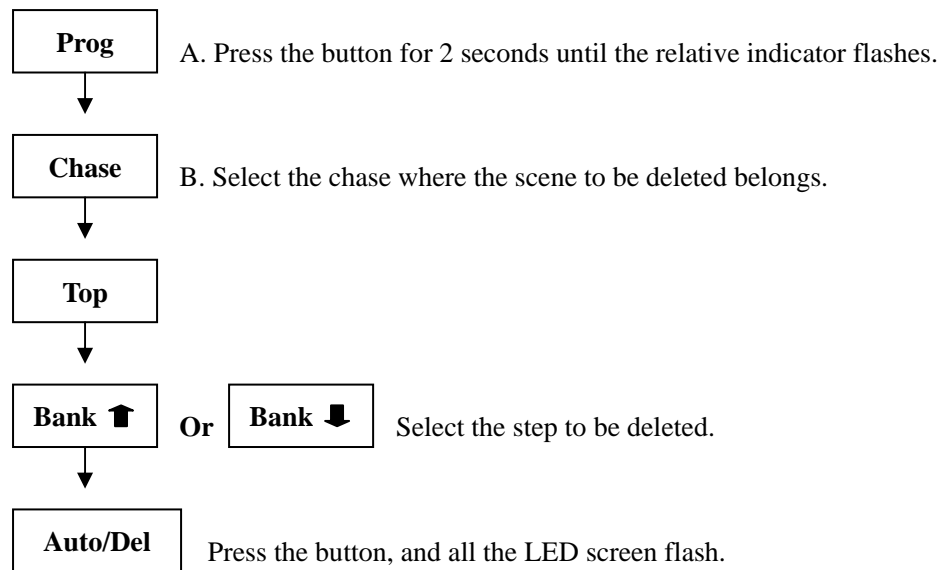 Prog A. Press the button for 2 seconds until the relative indicator flashes.
Chase B. Select the chase where the scene to be deleted belongs.
Top
Bank ⬆ Or Bank ⬇ Select the step to be deleted.
Auto/Del Press the button, and all the LED screen flash.